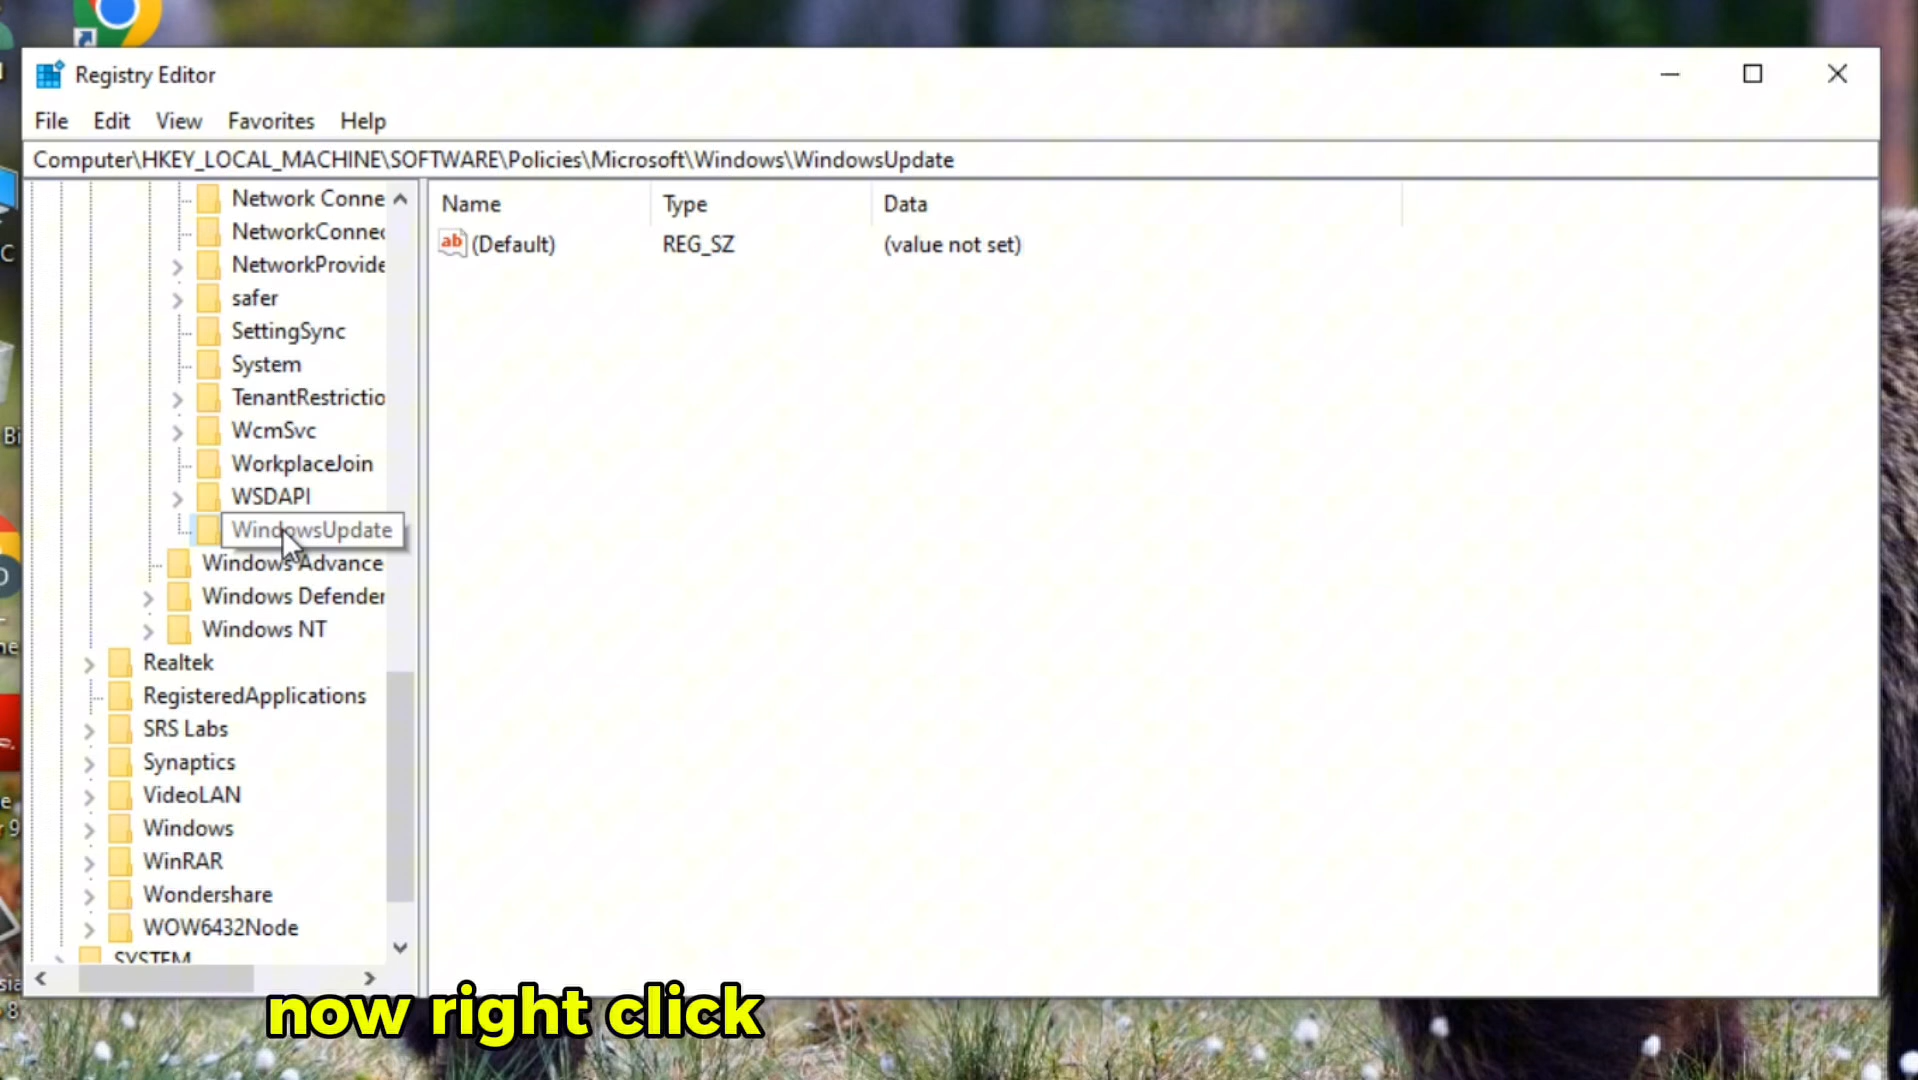 Registry Editor
File Edit View Favorites Help
Computer\HKEY_LOCAL_MACHINE\SOFTWARE\Policies\Microsoft\Windows\WindowsUpdate
Name Type Data
(Default) REG_SZ (value not set)
Network Conne
NetworkConnec
NetworkProvide
safer
SettingSync
System
TenantRestrictio
WcmSvc
WorkplaceJoin
WSDAPI
WindowsUpdate
Windows Advance
Windows Defender
Windows NT
Realtek
RegisteredApplications
SRS Labs
Synaptics
VideoLAN
Windows
WinRAR
Wondershare
WOW6432Node
SYSTEM
now right click